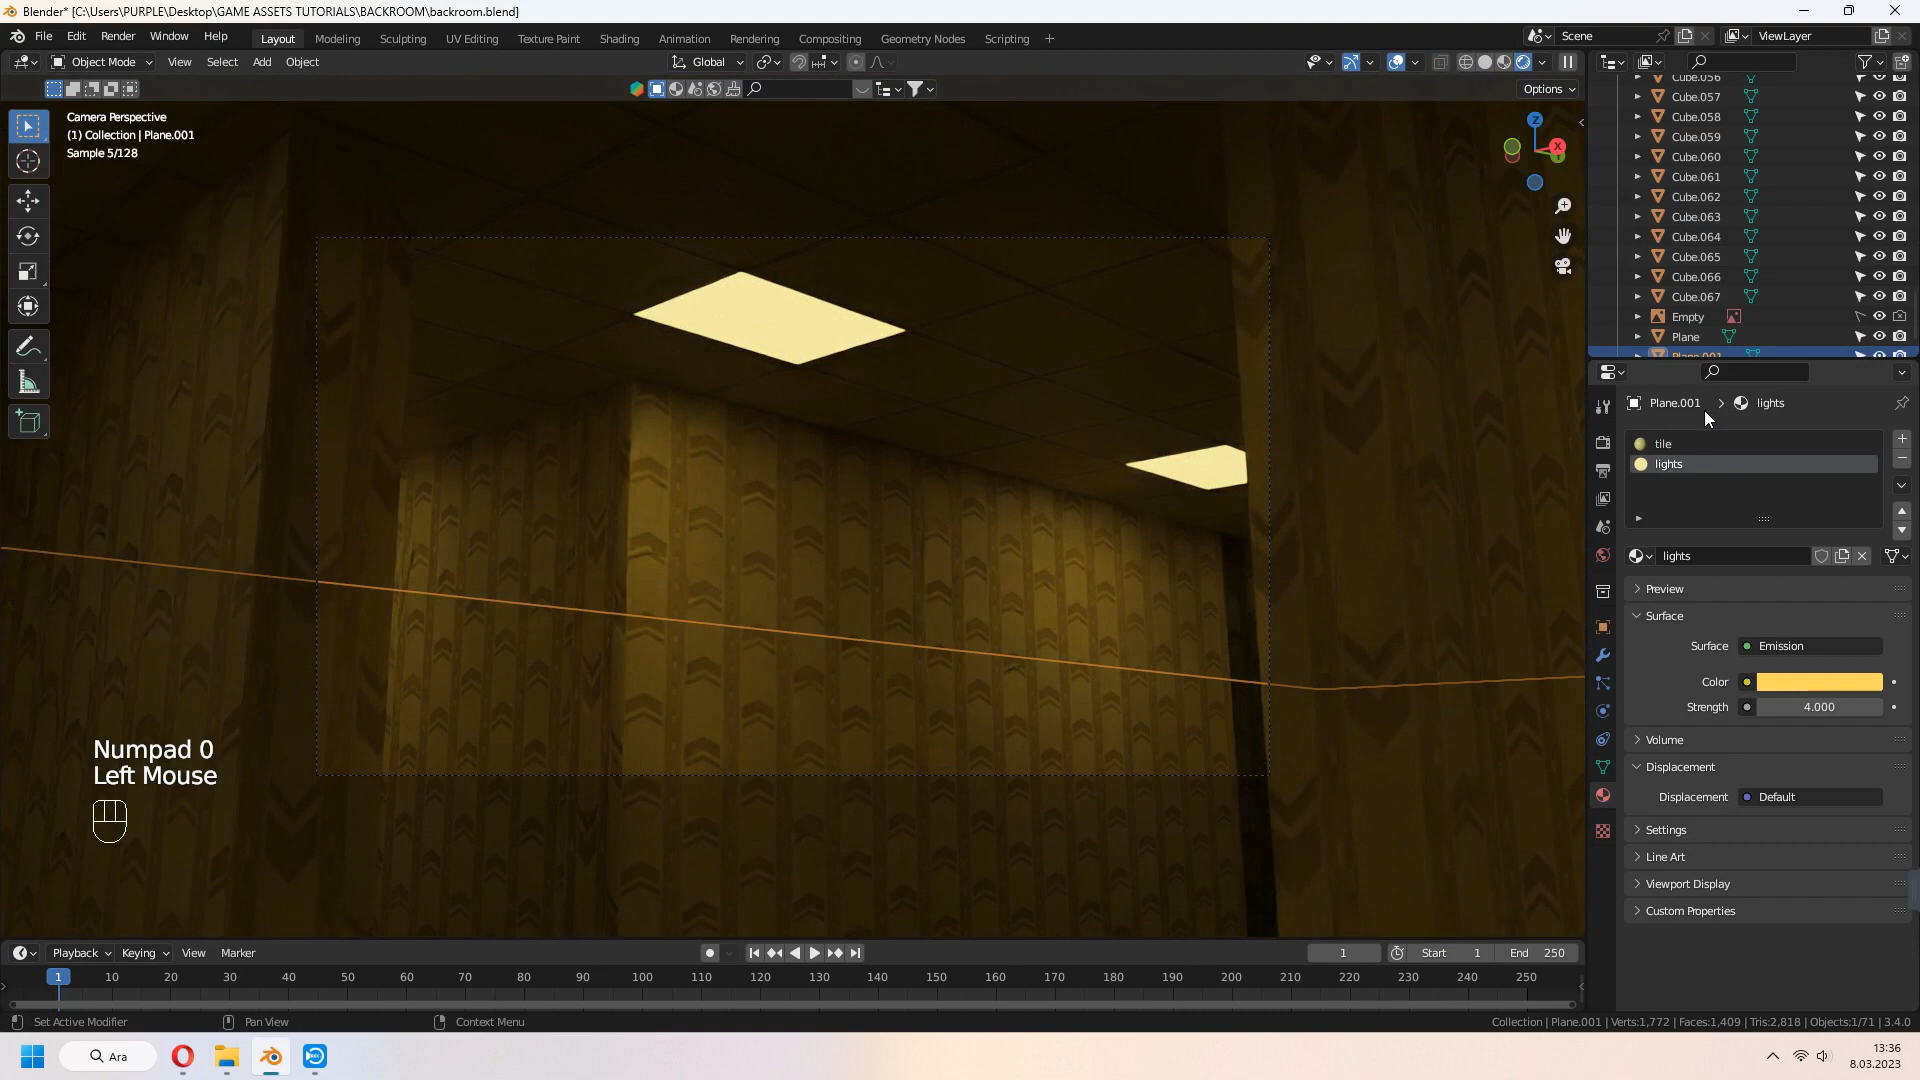 Blender* [C:\Users\PURPLE\Desktop\GAME ASSETS TUTORIALS\BACKROOM\backroom.blend]
File Edit Render Window Help Layout Modeling Sculpting UV Editing Texture Paint Shading Animation Rendering Compositing Geometry Nodes Scripting + Scene ViewLayer
Object Mode View Select Add Object Global
Options
Camera Perspective
(1) Collection | Plane.001
Sample 5/128
Z
X
Y
Cube.056
Cube.057
Cube.058
Cube.059
Cube.060
Cube.061
Cube.062
Cube.063
Cube.064
Cube.065
Cube.066
Cube.067
Empty
Plane
Plane.001
Plane.001 > lights
tile
lights
lights
Preview
Surface
Surface Emission
Color
Strength 4.000
Volume
Displacement
Displacement Default
Settings
Line Art
Viewport Display
Custom Properties
Numpad 0
Left Mouse
Playback Keying View Marker 1 Start 1 End 250
1 10 20 30 40 50 60 70 80 90 100 110 120 130 140 150 160 170 180 190 200 210 220 230 240 250
Set Active Modifier Pan View Context Menu Collection | Plane.001 | Verts:1,772 | Faces:1,409 | Tris:2,818 | Objects:1/71 | 3.4.0
Ara
13:36
8.03.2023